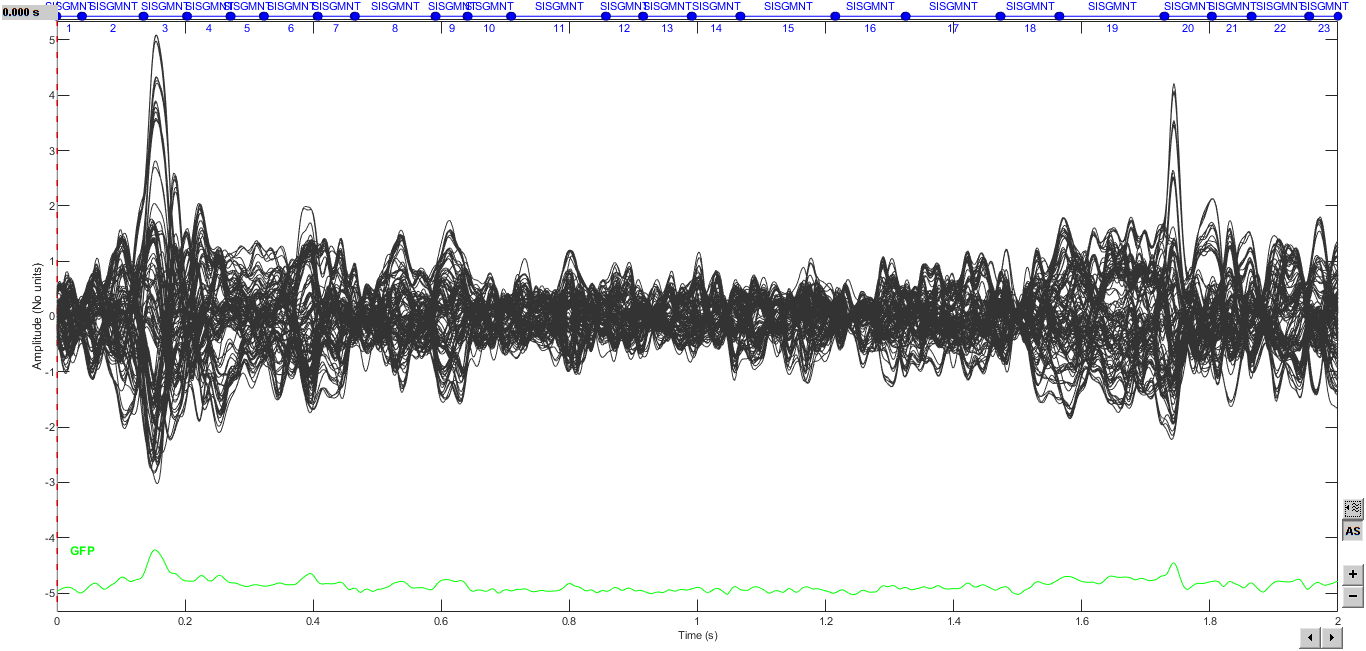 SISGMNT SISGMNT SISGMNT SISGMNT SISGMNT SISGMNT SISGMNT SISGMNT SISGMNT SISGMNT SISGMNT SISGMNT SISGMNT SISGMNT SISGMNT SISGMNT SISGMNT SISGMNT SISGMNT SISGMNT SISGMNT SISGMNT
0.000 s
1 2 3 4 5 6 7 8 9 10 11 12 13 14 15 16 17 18 19 20 21 22 23
5
4
3
2
1
0
-1
-2
-3
-4
-5
Amplitude (No units)
GFP
AS
+
−
0 0.2 0.4 0.6 0.8 1 1.2 1.4 1.6 1.8 2
Time (s)